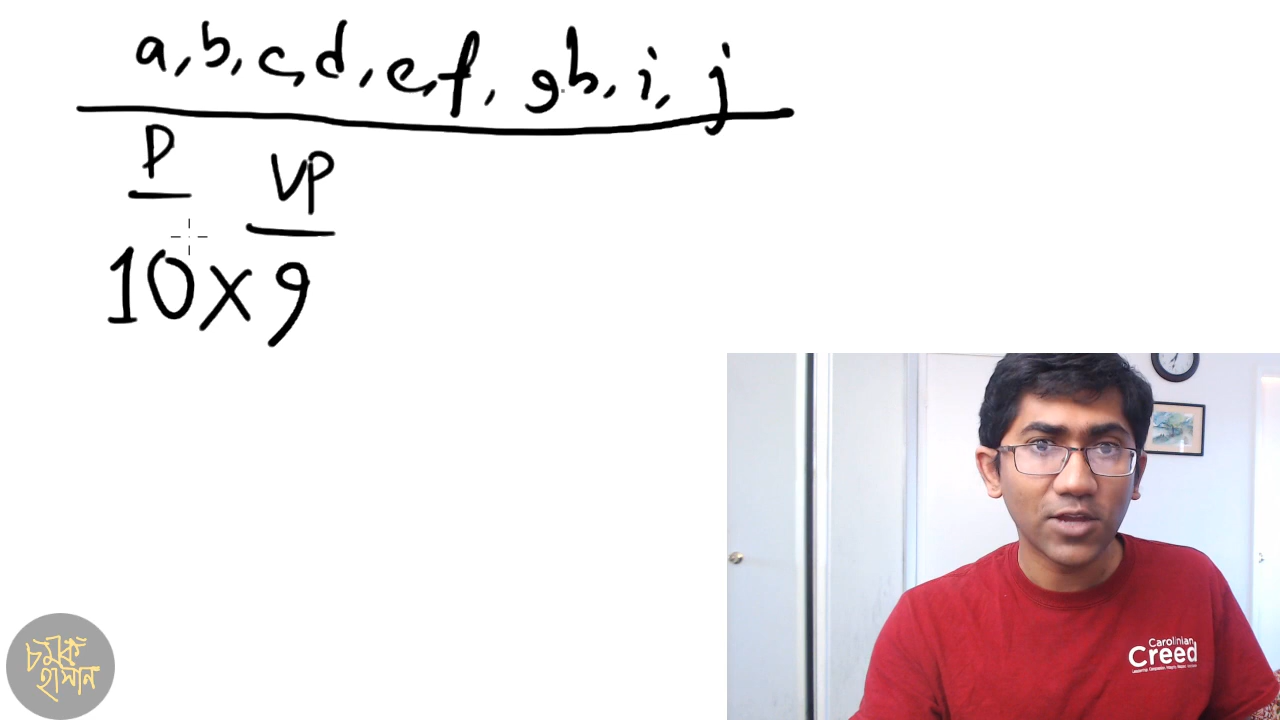 a, b, c, d, e, f, g, h, i, j
P VP
10 x 9
Carolinian
Creed
চমক
হাসান